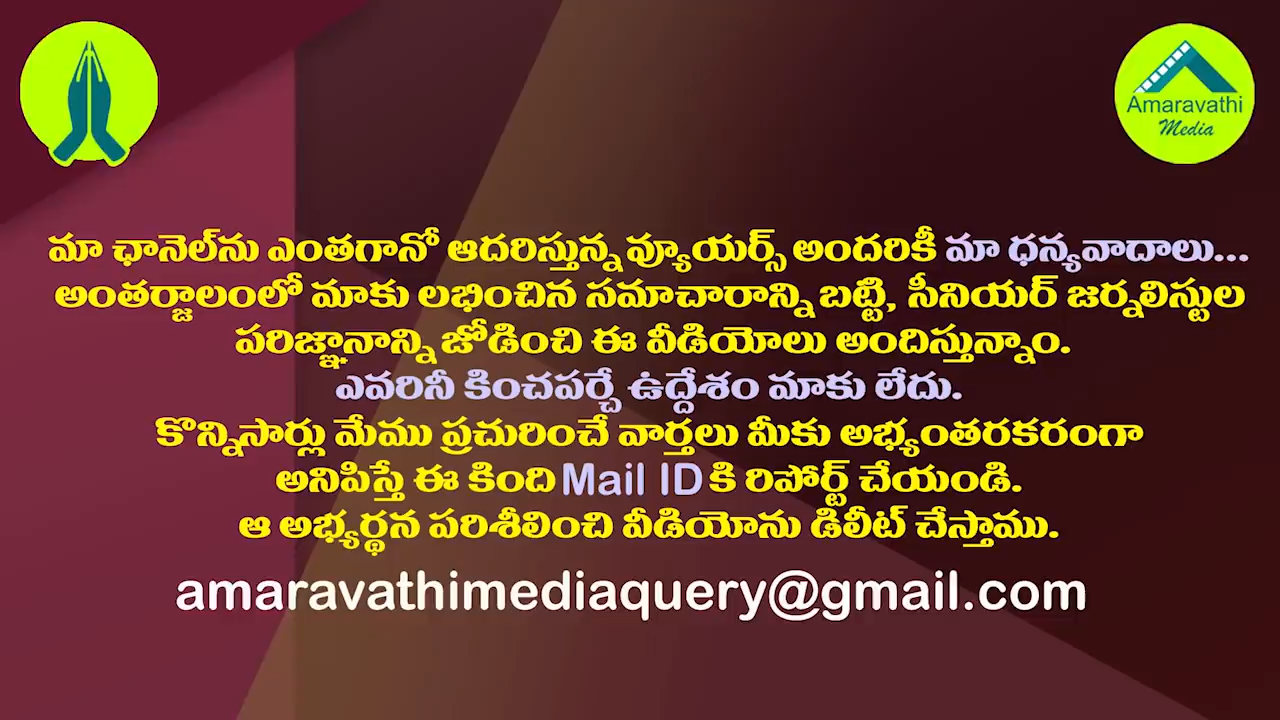 Amaravathi
Media
మా ఛానెల్‌ను ఎంతగానో ఆదరిస్తున్న వ్యూయర్స్ అందరికీ మా ధన్యవాదాలు...
అంతర్జాలంలో మాకు లభించిన సమాచారాన్ని బట్టి, సీనియర్ జర్నలిస్టుల
పరిజ్ఞానాన్ని జోడించి ఈ వీడియోలు అందిస్తున్నాం.
ఎవరినీ కించపర్చే ఉద్దేశం మాకు లేదు.
కొన్నిసార్లు మేము ప్రచురించే వార్తలు మీకు అభ్యంతరకరంగా
అనిపిస్తే ఈ కింది Mail ID కి రిపోర్ట్ చేయండి.
ఆ అభ్యర్థన పరిశీలించి వీడియోను డిలీట్ చేస్తాము.
amaravathimediaquery@gmail.com